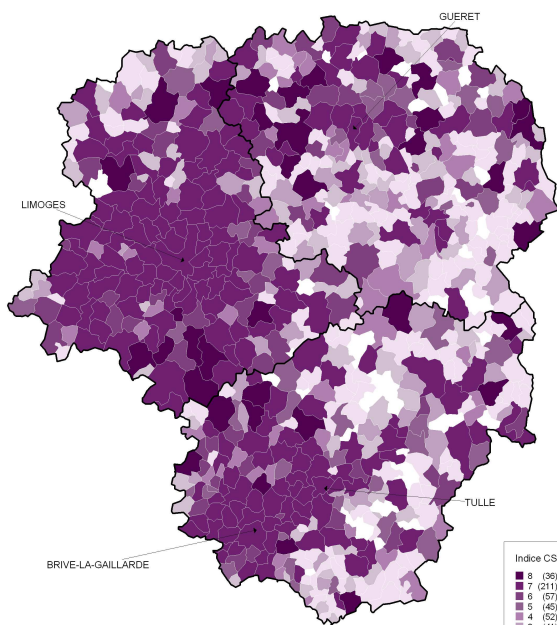 GUERET
LIMOGES
TULLE
BRIVE-LA-GAILLARDE
Indice CS
8 (36)
7 (211)
6 (57)
5 (45)
4 (52)